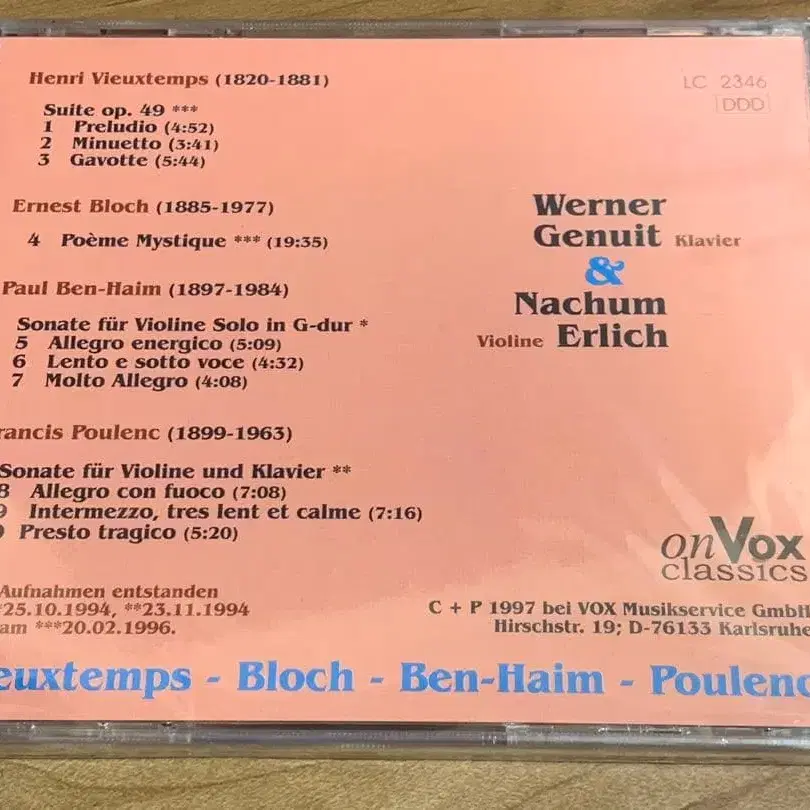 Henri Vieuxtemps (1820-1881)
Suite op. 49 ***
1 Preludio (4:52)
2 Minuetto (3:41)
3 Gavotte (5:44)
Ernest Bloch (1885-1977)
4 Poème Mystique *** (19:35)
Paul Ben-Haim (1897-1984)
Sonate für Violine Solo in G-dur *
5 Allegro energico (5:09)
6 Lento e sotto voce (4:32)
7 Molto Allegro (4:08)
rancis Poulenc (1899-1963)
Sonate für Violine und Klavier **
8 Allegro con fuoco (7:08)
9 Intermezzo, tres lent et calme (7:16)
0 Presto tragico (5:20)
Aufnahmen entstanden
*25.10.1994, **23.11.1994
am ***20.02.1996.
LC 2346
DDD
Werner
Genuit Klavier
&
Nachum
Violine Erlich
onVox
classics
C + P 1997 bei VOX Musikservice GmbH
Hirschstr. 19; D-76133 Karlsruhe
euxtemps - Bloch - Ben-Haim - Poulenc